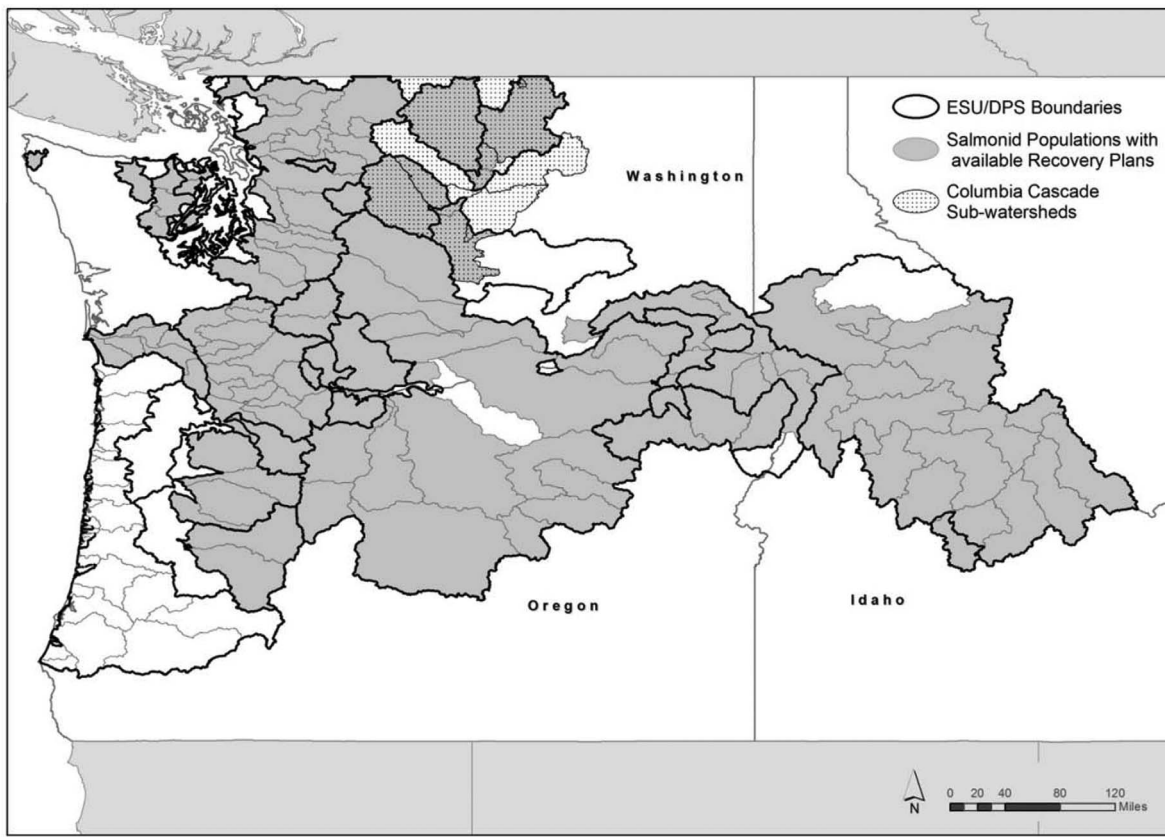 ESU/DPS Boundaries
Salmonid Populations with
available Recovery Plans
Columbia Cascade
Sub-watersheds
Washington
Oregon
Idaho
N
0 10 20 40 80 120
Miles